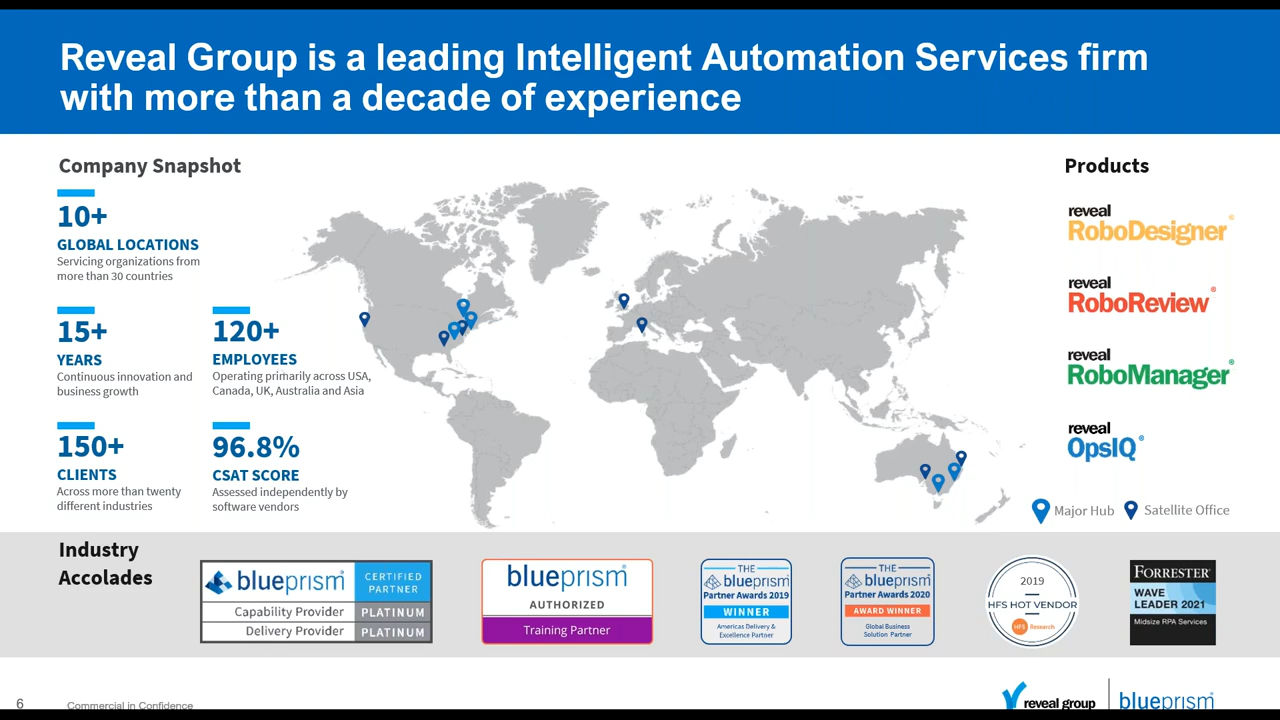 Reveal Group is a leading Intelligent Automation Services firm
with more than a decade of experience
Company Snapshot
10+
GLOBAL LOCATIONS
Servicing organizations from
more than 30 countries
15+
YEARS
Continuous innovation and
business growth
120+
EMPLOYEES
Operating primarily across USA,
Canada, UK, Australia and Asia
150+
CLIENTS
Across more than twenty
different industries
96.8%
CSAT SCORE
Assessed independently by
software vendors
Products
reveal
RoboDesigner®
reveal
RoboReview®
reveal
RoboManager®
reveal
OpsIQ®
Major Hub
Satellite Office
Industry
Accolades
blueprism®
CERTIFIED
PARTNER
Capability Provider PLATINUM
Delivery Provider PLATINUM
blueprism®
AUTHORIZED
Training Partner
THE
blueprism
Partner Awards 2019
WINNER
Americas Delivery &
Excellence Partner
THE
blueprism
Partner Awards 2020
AWARD WINNER
Global Business
Solution Partner
2019
HFS HOT VENDOR
HFS Research
FORRESTER®
WAVE
LEADER 2021
Midsize RPA Services
6
Commercial in Confidence
reveal group
blueprism®